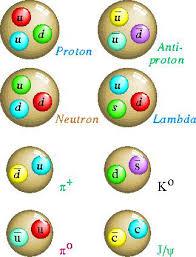 u u
d
Proton
u̅
u̅ d̅
Anti-
proton
u
d d
Neutron
u
s d
Lambda
d̅ u
π⁺
d s̅
K⁰
u̅ u
π⁰
c̅ c
J/ψ